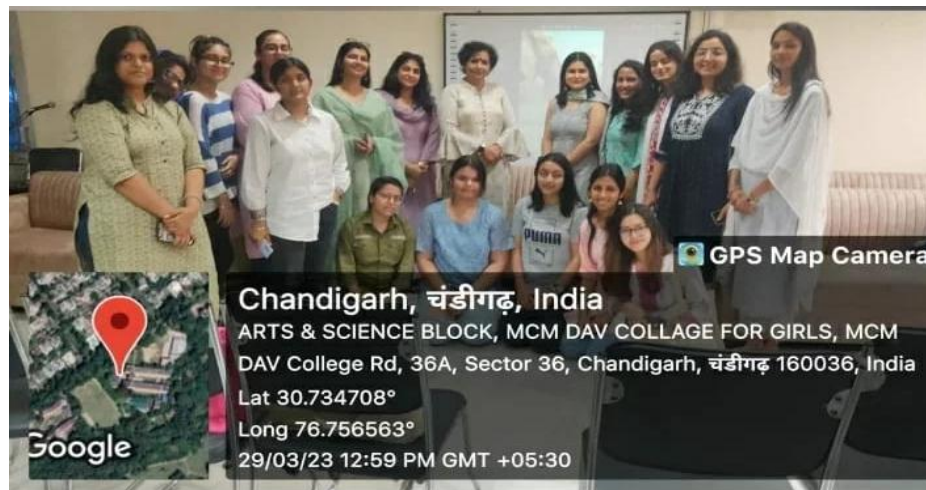 PUMA
GPS Map Camera
Chandigarh, चंडीगढ़, India
ARTS & SCIENCE BLOCK, MCM DAV COLLAGE FOR GIRLS, MCM
DAV College Rd, 36A, Sector 36, Chandigarh, चंडीगढ़ 160036, India
Lat 30.734708°
Long 76.756563°
29/03/23 12:59 PM GMT +05:30
Google